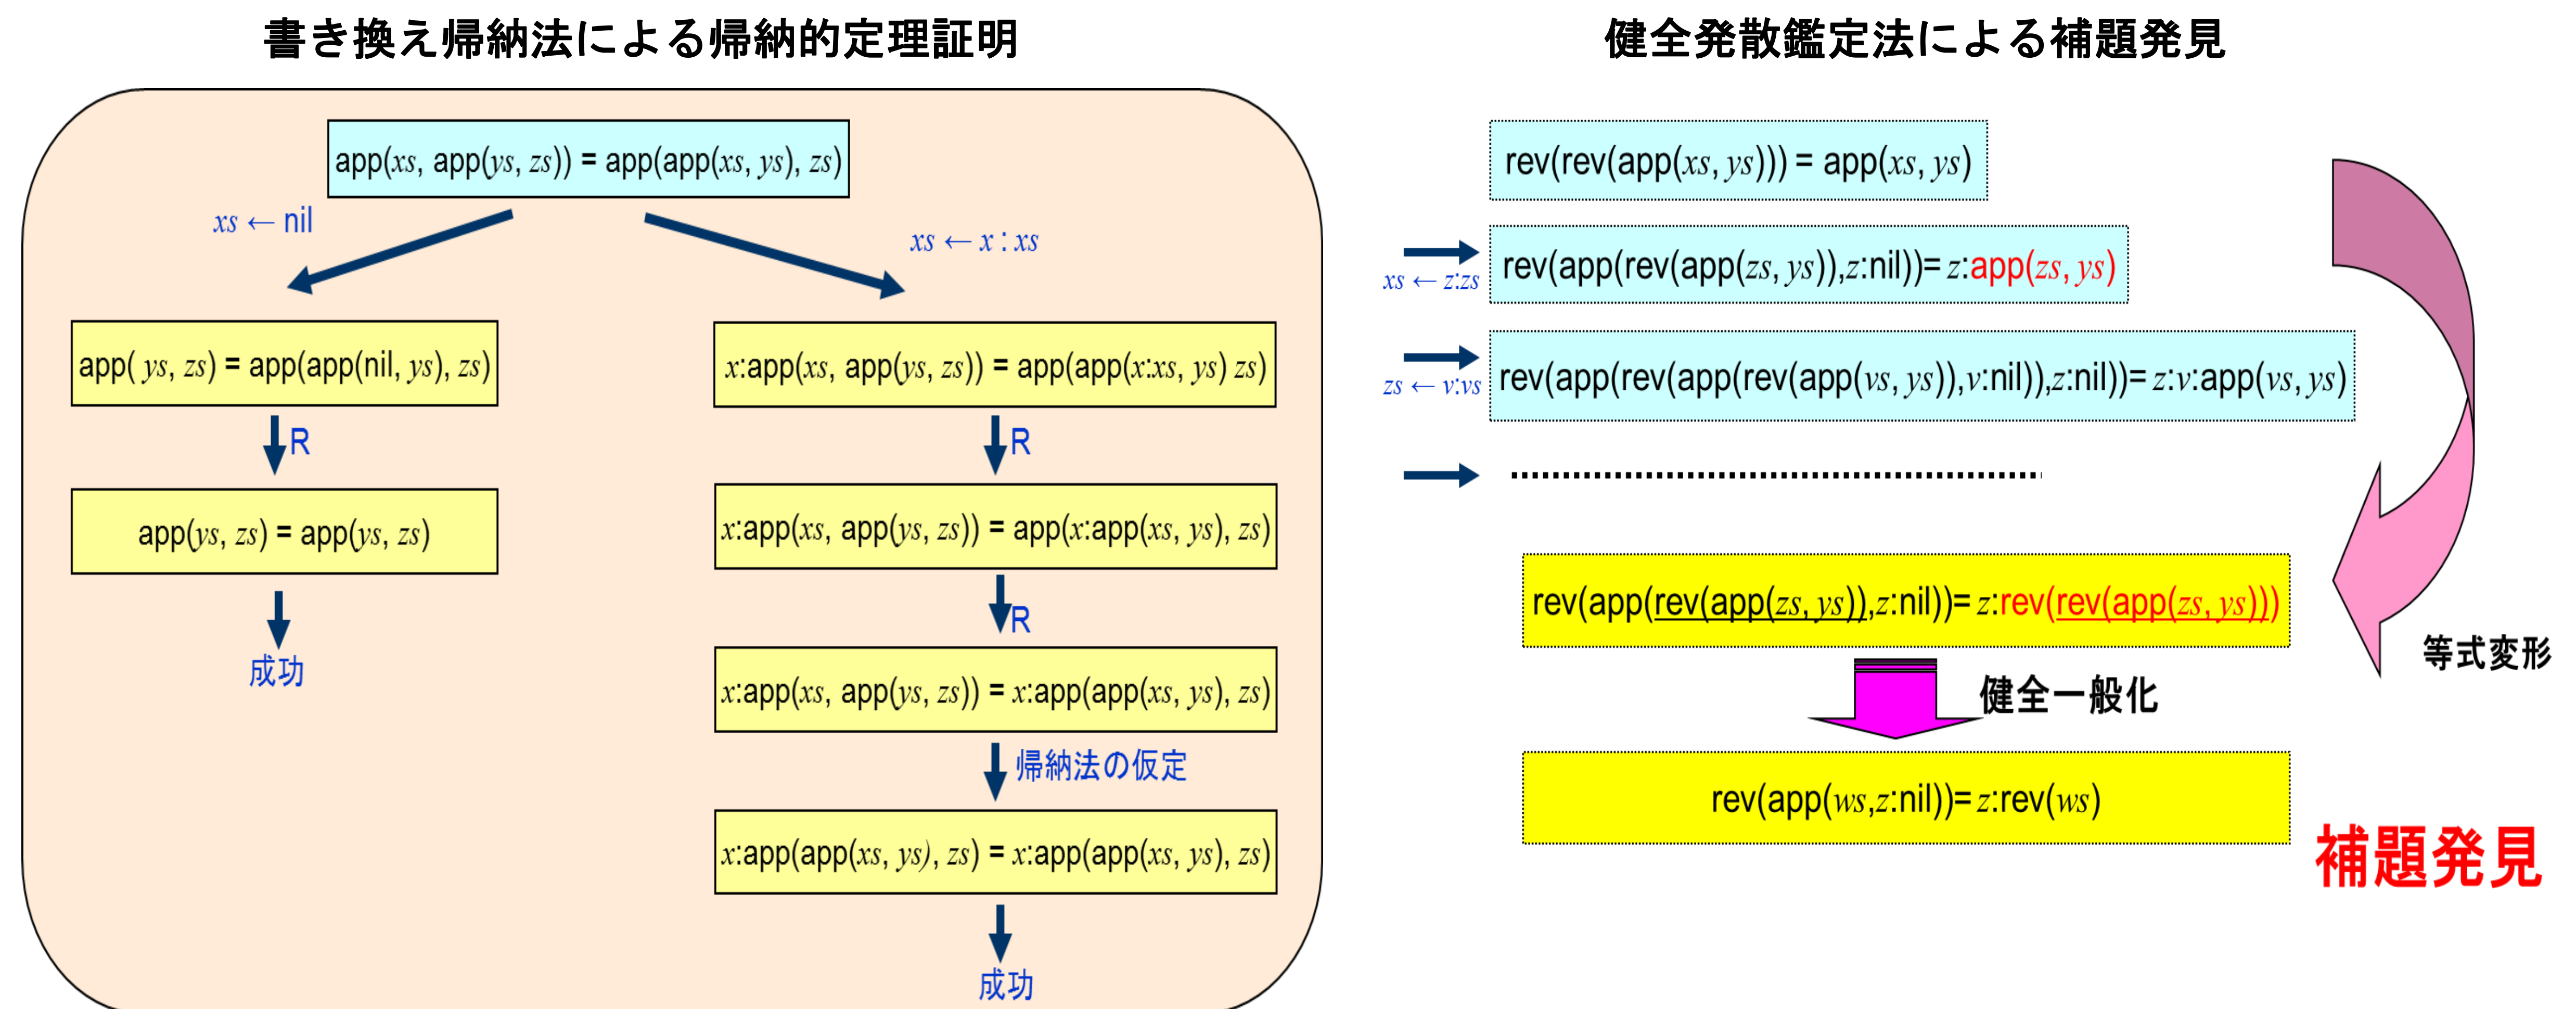 書き換え帰納法による帰納的定理証明
app(xs, app(ys, zs)) = app(app(xs, ys), zs)
xs ← nil
xs ← x : xs
app( ys, zs) = app(app(nil, ys), zs)
R
app(ys, zs) = app(ys, zs)
成功
x:app(xs, app(ys, zs)) = app(app(x:xs, ys) zs)
R
x:app(xs, app(ys, zs)) = app(x:app(xs, ys), zs)
R
x:app(xs, app(ys, zs)) = x:app(app(xs, ys), zs)
帰納法の仮定
x:app(app(xs, ys), zs) = x:app(app(xs, ys), zs)
成功
健全発散鑑定法による補題発見
rev(rev(app(xs, ys))) = app(xs, ys)
xs ← z:zs
rev(app(rev(app(zs, ys)),z:nil))= z:app(zs, ys)
zs ← v:vs
rev(app(rev(app(rev(app(vs, ys)),v:nil)),z:nil))= z:v:app(vs, ys)
rev(app(rev(app(zs, ys)),z:nil))= z:rev(rev(app(zs, ys)))
等式変形
健全一般化
rev(app(ws,z:nil))= z:rev(ws)
補題発見